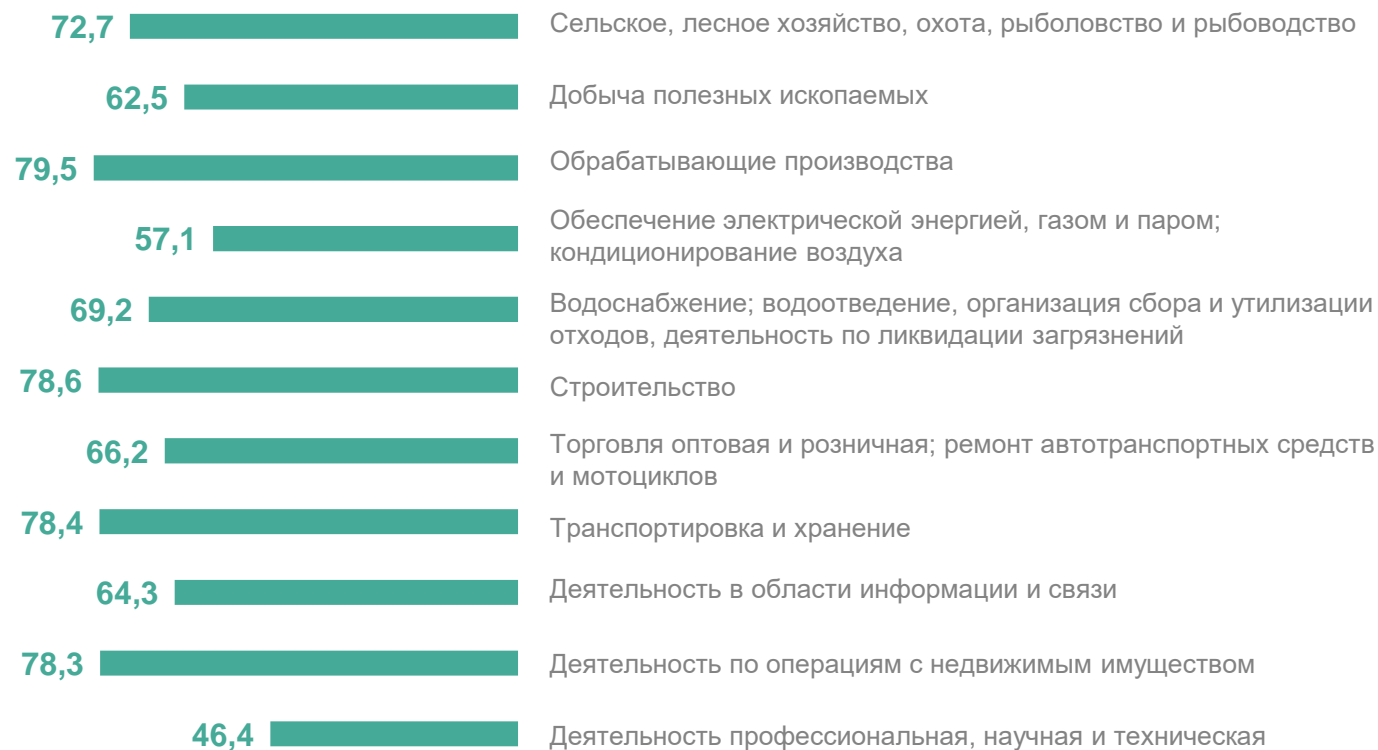 72,7 Сельское, лесное хозяйство, охота, рыболовство и рыбоводство
62,5 Добыча полезных ископаемых
79,5 Обрабатывающие производства
57,1 Обеспечение электрической энергией, газом и паром;
кондиционирование воздуха
69,2 Водоснабжение; водоотведение, организация сбора и утилизации
отходов, деятельность по ликвидации загрязнений
78,6 Строительство
66,2 Торговля оптовая и розничная; ремонт автотранспортных средств
и мотоциклов
78,4 Транспортировка и хранение
64,3 Деятельность в области информации и связи
78,3 Деятельность по операциям с недвижимым имуществом
46,4 Деятельность профессиональная, научная и техническая